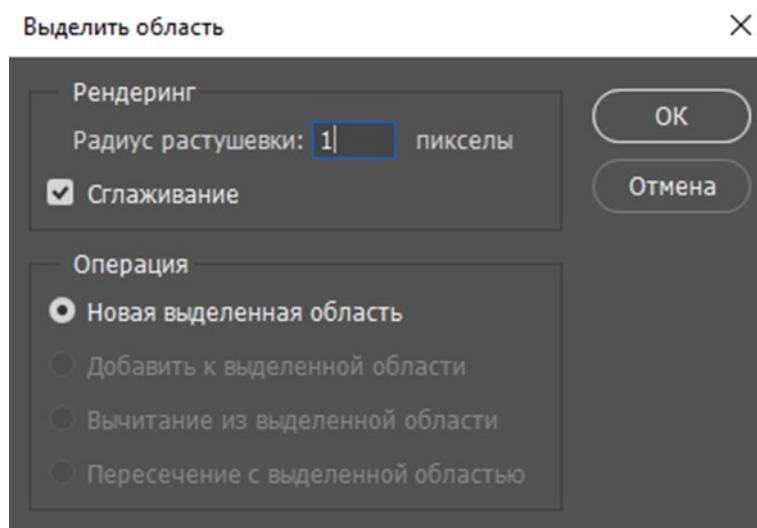 Выделить область
Рендеринг
Радиус растушевки: 1 пикселы
Сглаживание
ОК
Отмена
Операция
Новая выделенная область
Добавить к выделенной области
Вычитание из выделенной области
Пересечение с выделенной областью